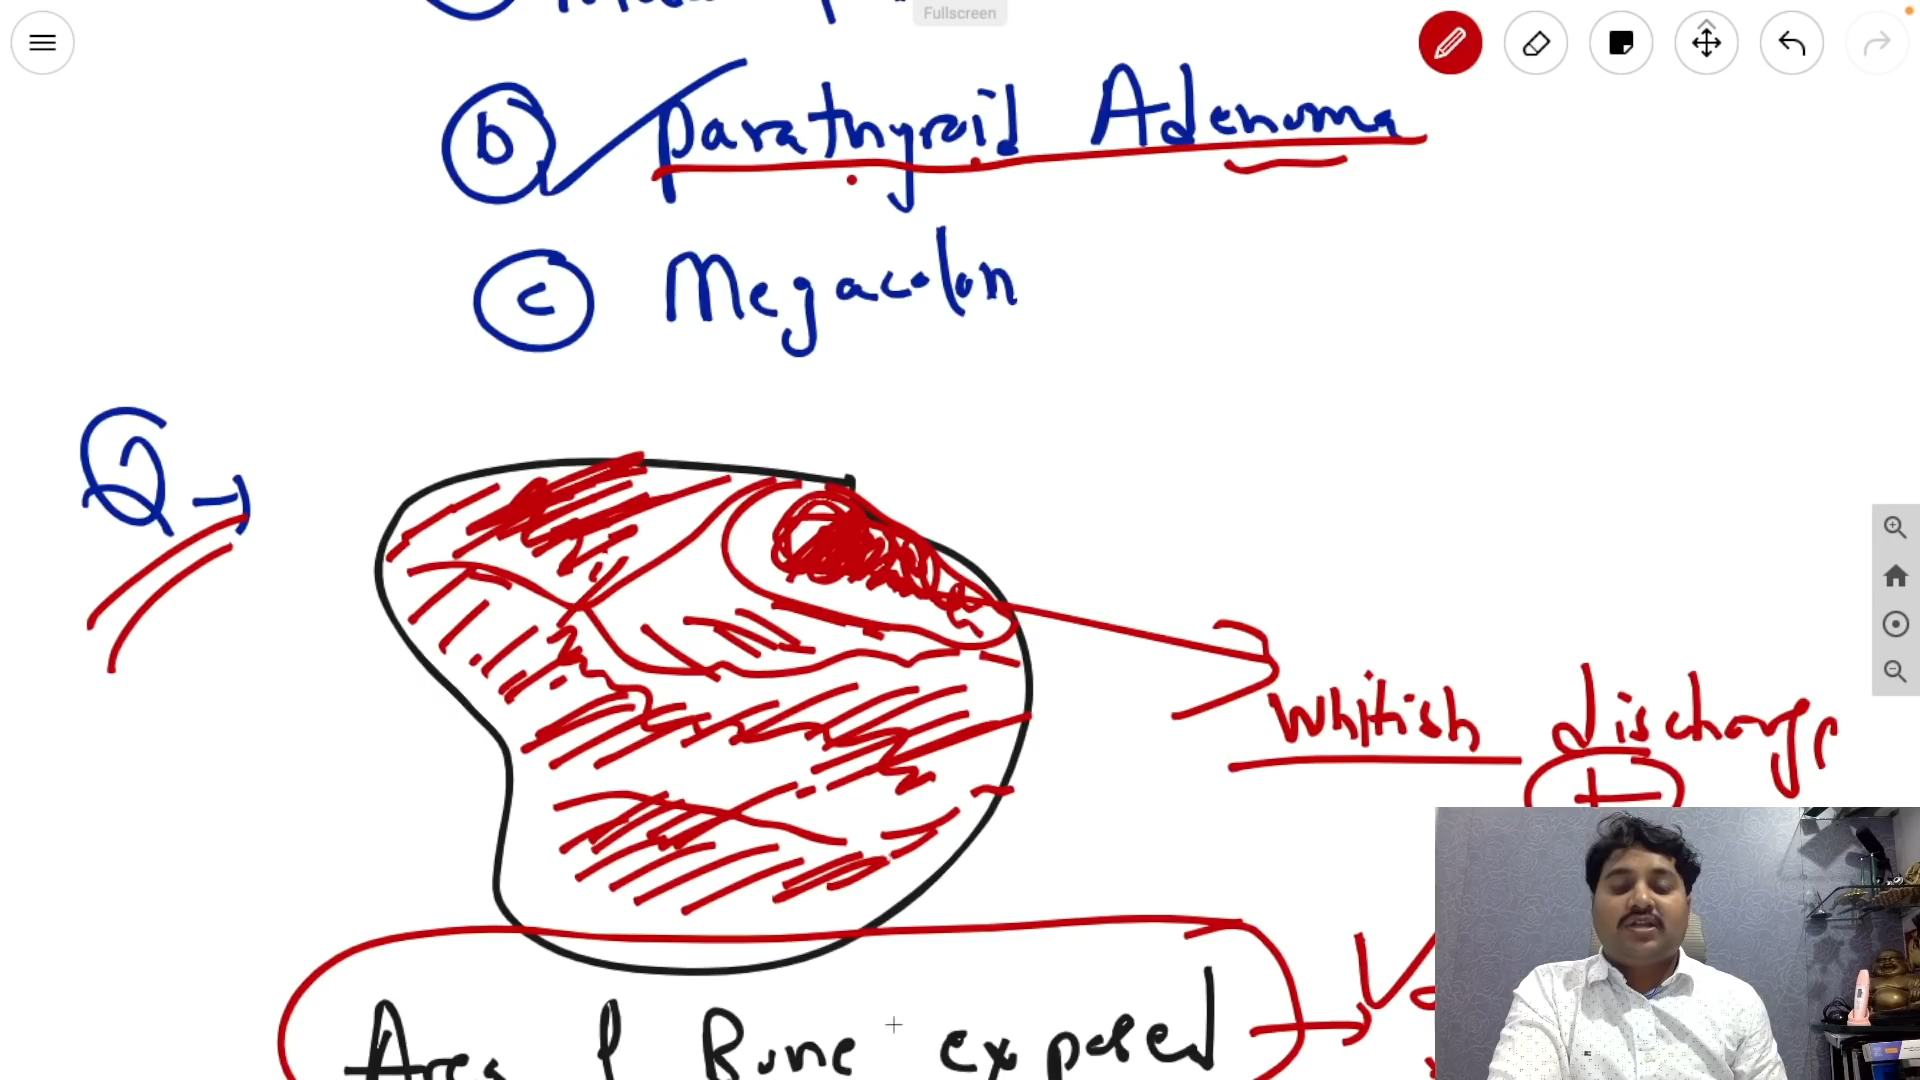 Fullscreen
b Parathyroid Adenoma
c Megacolon
Q →
Whitish discharge
+
Area of Bone exposed